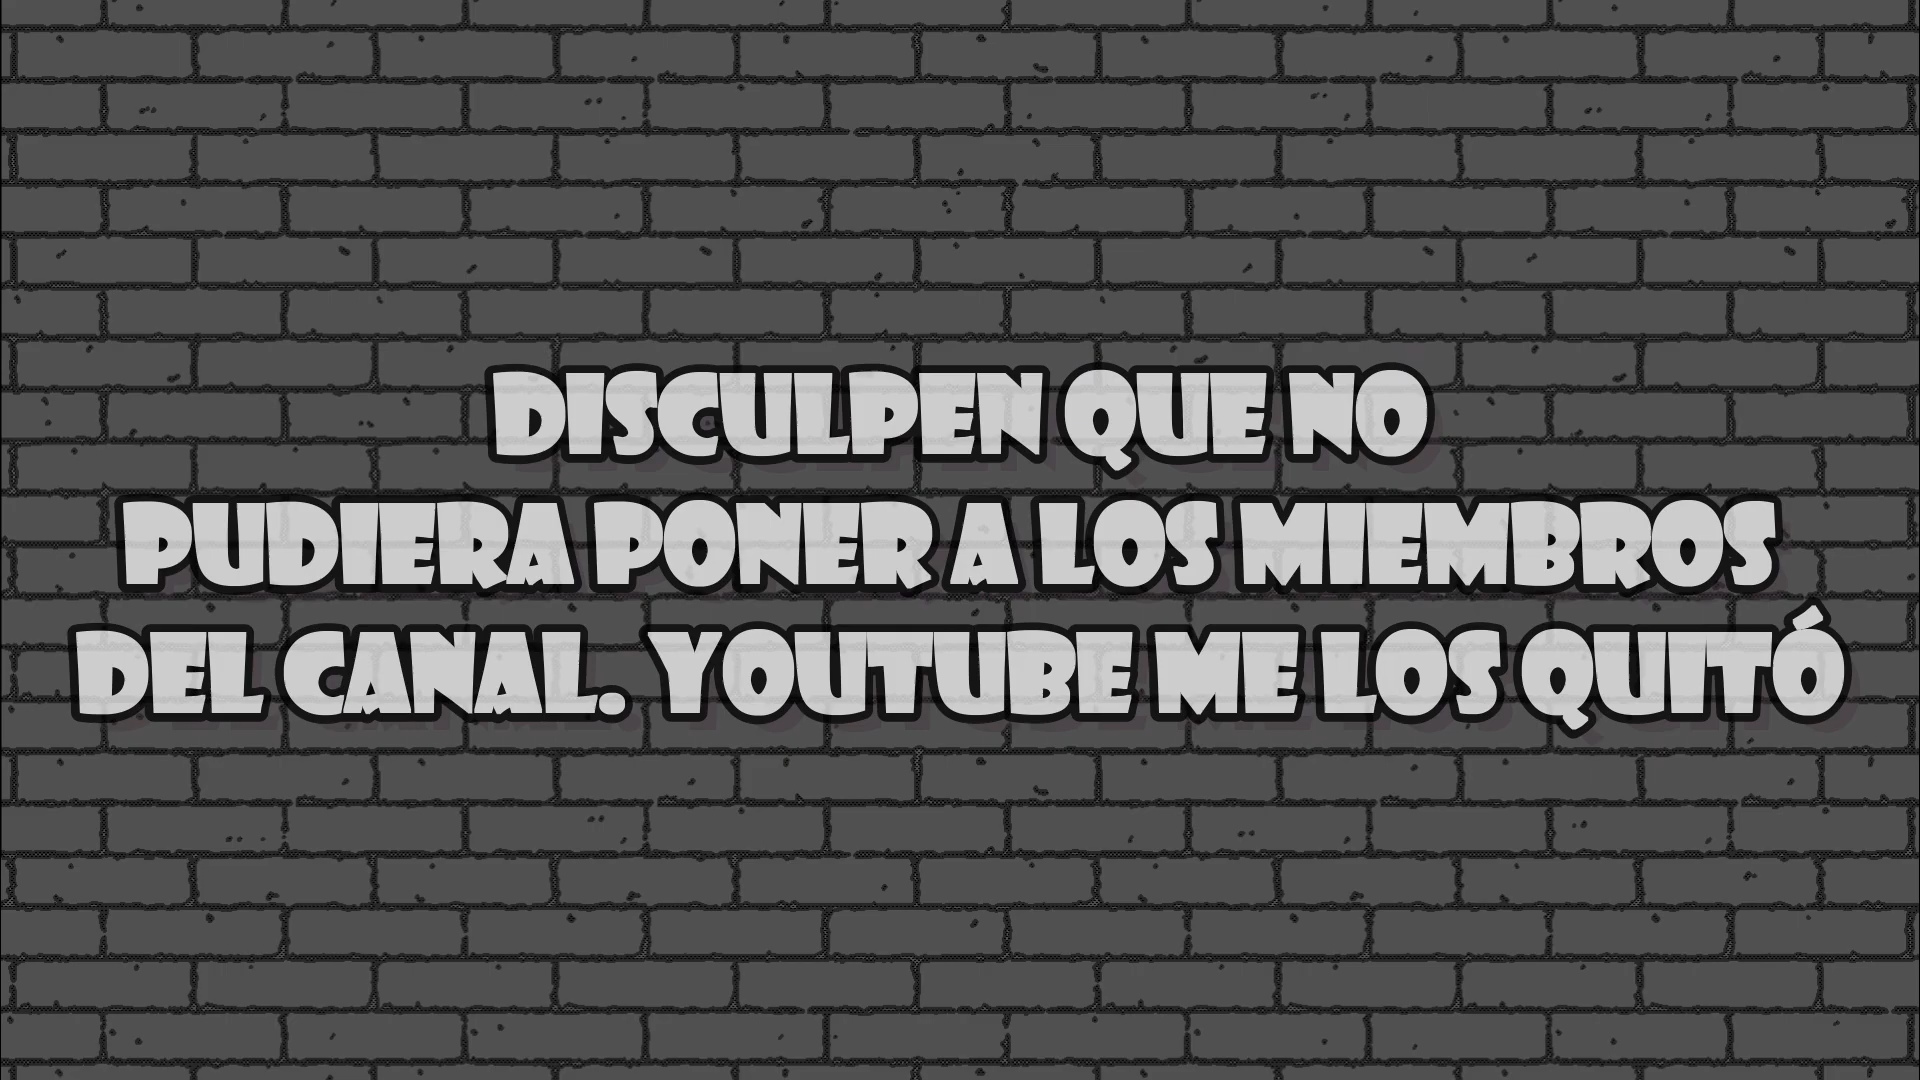 DISCULPEN QUE NO
PUDIERA PONER A LOS MIEMBROS
DEL CANAL. YOUTUBE ME LOS QUITÓ